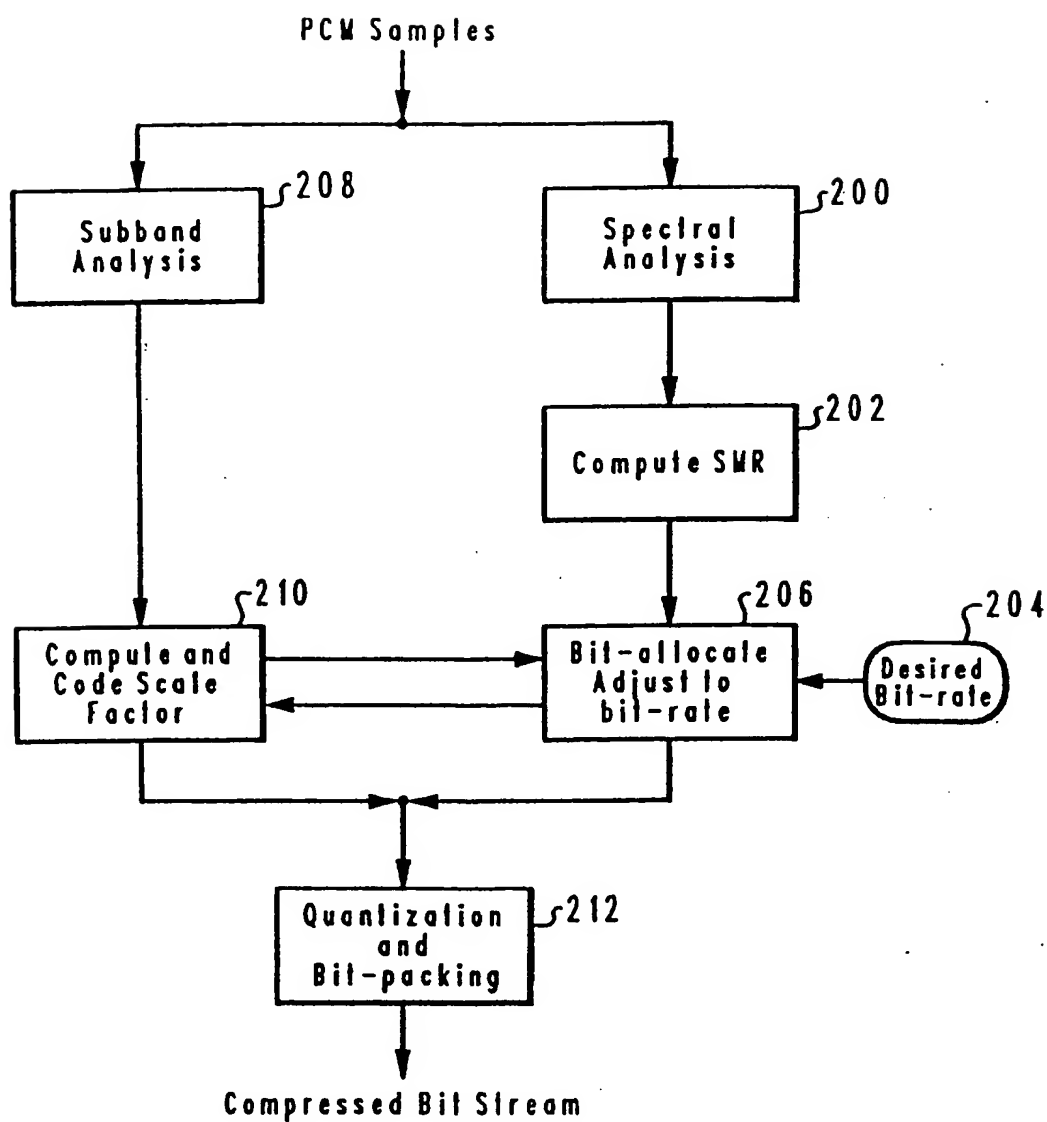 PCM Samples
208
Subband
Analysis
200
Spectral
Analysis
202
Compute SMR
210
Compute and
Code Scale
Factor
206
Bit-allocate
Adjust to
bit-rate
204
Desired
Bit-rate
212
Quantization
and
Bit-packing
Compressed Bit Stream